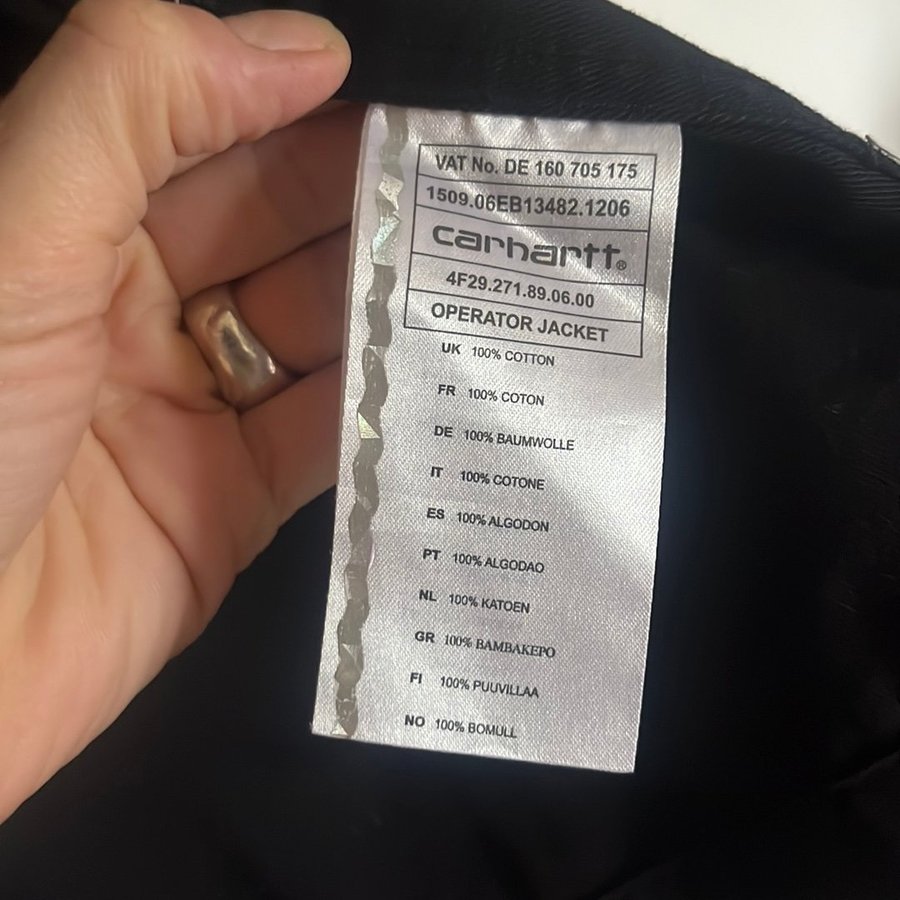 VAT No. DE 160 705 175
1509.06EB13482.1206
carhartt®
4F29.271.89.06.00
OPERATOR JACKET
UK 100% COTTON
FR 100% COTON
DE 100% BAUMWOLLE
IT 100% COTONE
ES 100% ALGODON
PT 100% ALGODAO
NL 100% KATOEN
GR 100% ΒΑΜΒΑΚΕΡΟ
FI 100% PUUVILLAA
NO 100% BOMULL